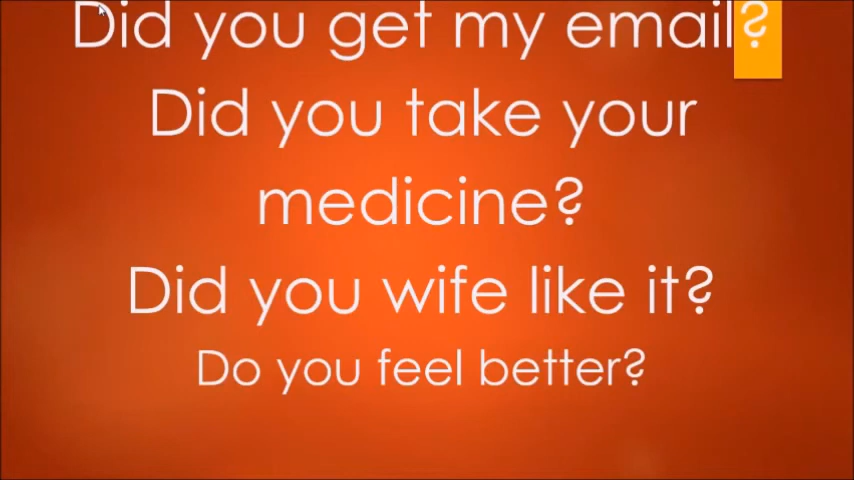 Did you get my email?
Did you take your
medicine?
Did you wife like it?
Do you feel better?